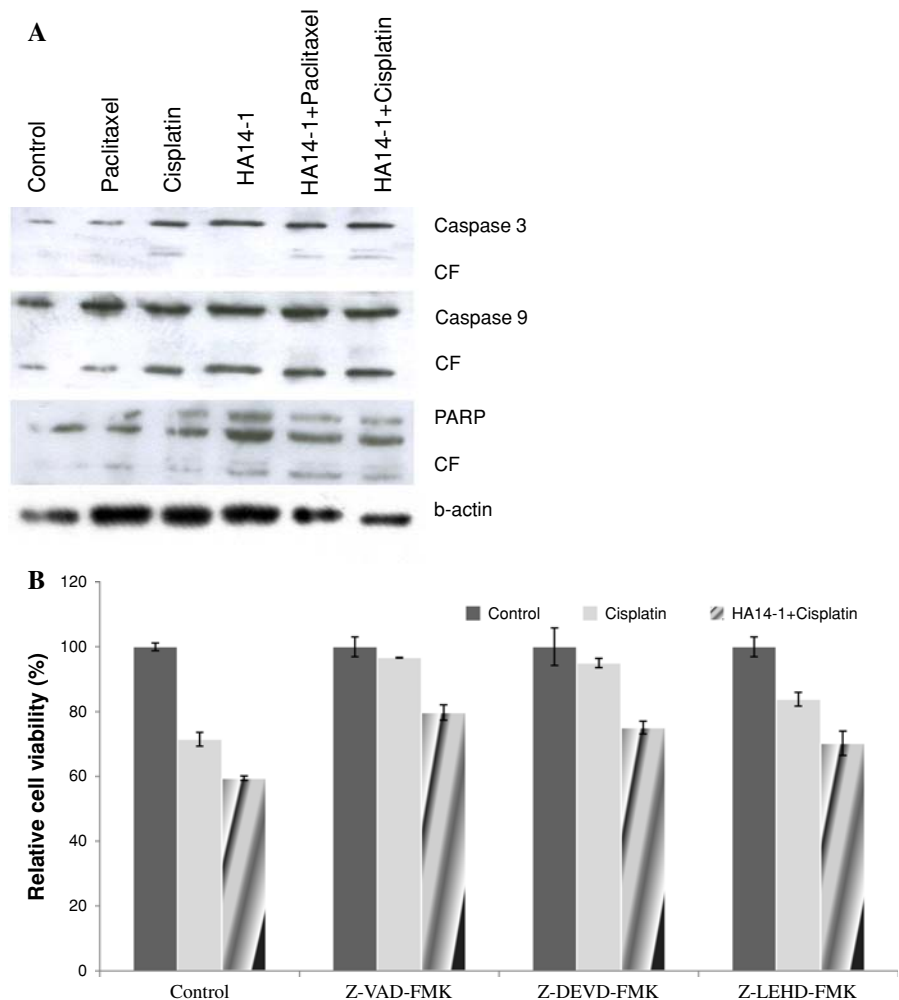 A
Control
Paclitaxel
Cisplatin
HA14-1
HA14-1+Paclitaxel
HA14-1+Cisplatin
Caspase 3
CF
Caspase 9
CF
PARP
CF
b-actin
B
Relative cell viability (%)
120
100
80
60
40
20
0
Control
Cisplatin
HA14-1+Cisplatin
Control
Z-VAD-FMK
Z-DEVD-FMK
Z-LEHD-FMK